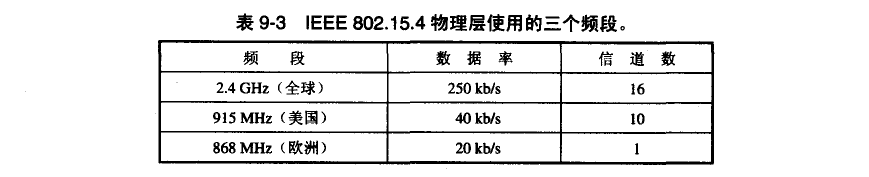 表 9-3 IEEE 802.15.4 物理层使用的三个频段。
频 段 数 据 率 信 道 数
2.4 GHz（全球） 250 kb/s 16
915 MHz（美国） 40 kb/s 10
868 MHz（欧洲） 20 kb/s 1